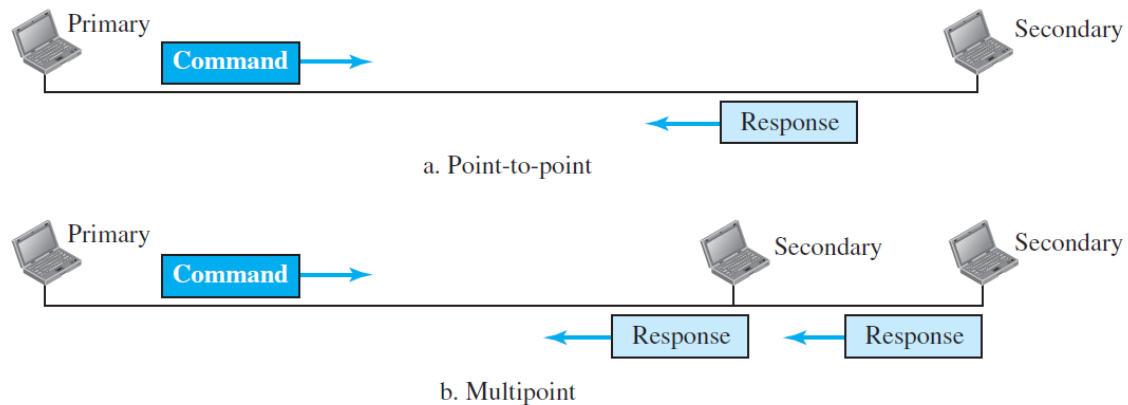 Primary
Secondary
Command
Response
a. Point-to-point
Primary
Secondary
Secondary
Command
Response
Response
b. Multipoint